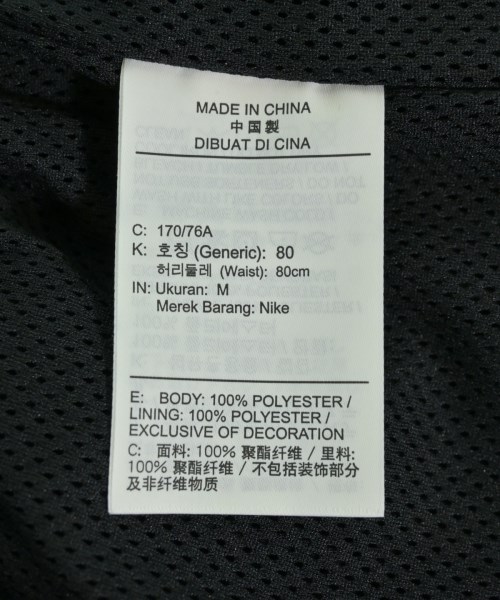 MADE IN CHINA
中国製
DIBUAT DI CINA
C: 170/76A
K: 호칭 (Generic): 80
허리둘레 (Waist): 80cm
IN: Ukuran: M
Merek Barang: Nike
E: BODY: 100% POLYESTER /
LINING: 100% POLYESTER /
EXCLUSIVE OF DECORATION
C: 面料: 100% 聚酯纤维 / 里料:
100% 聚酯纤维 / 不包括装饰部分
及非纤维物质